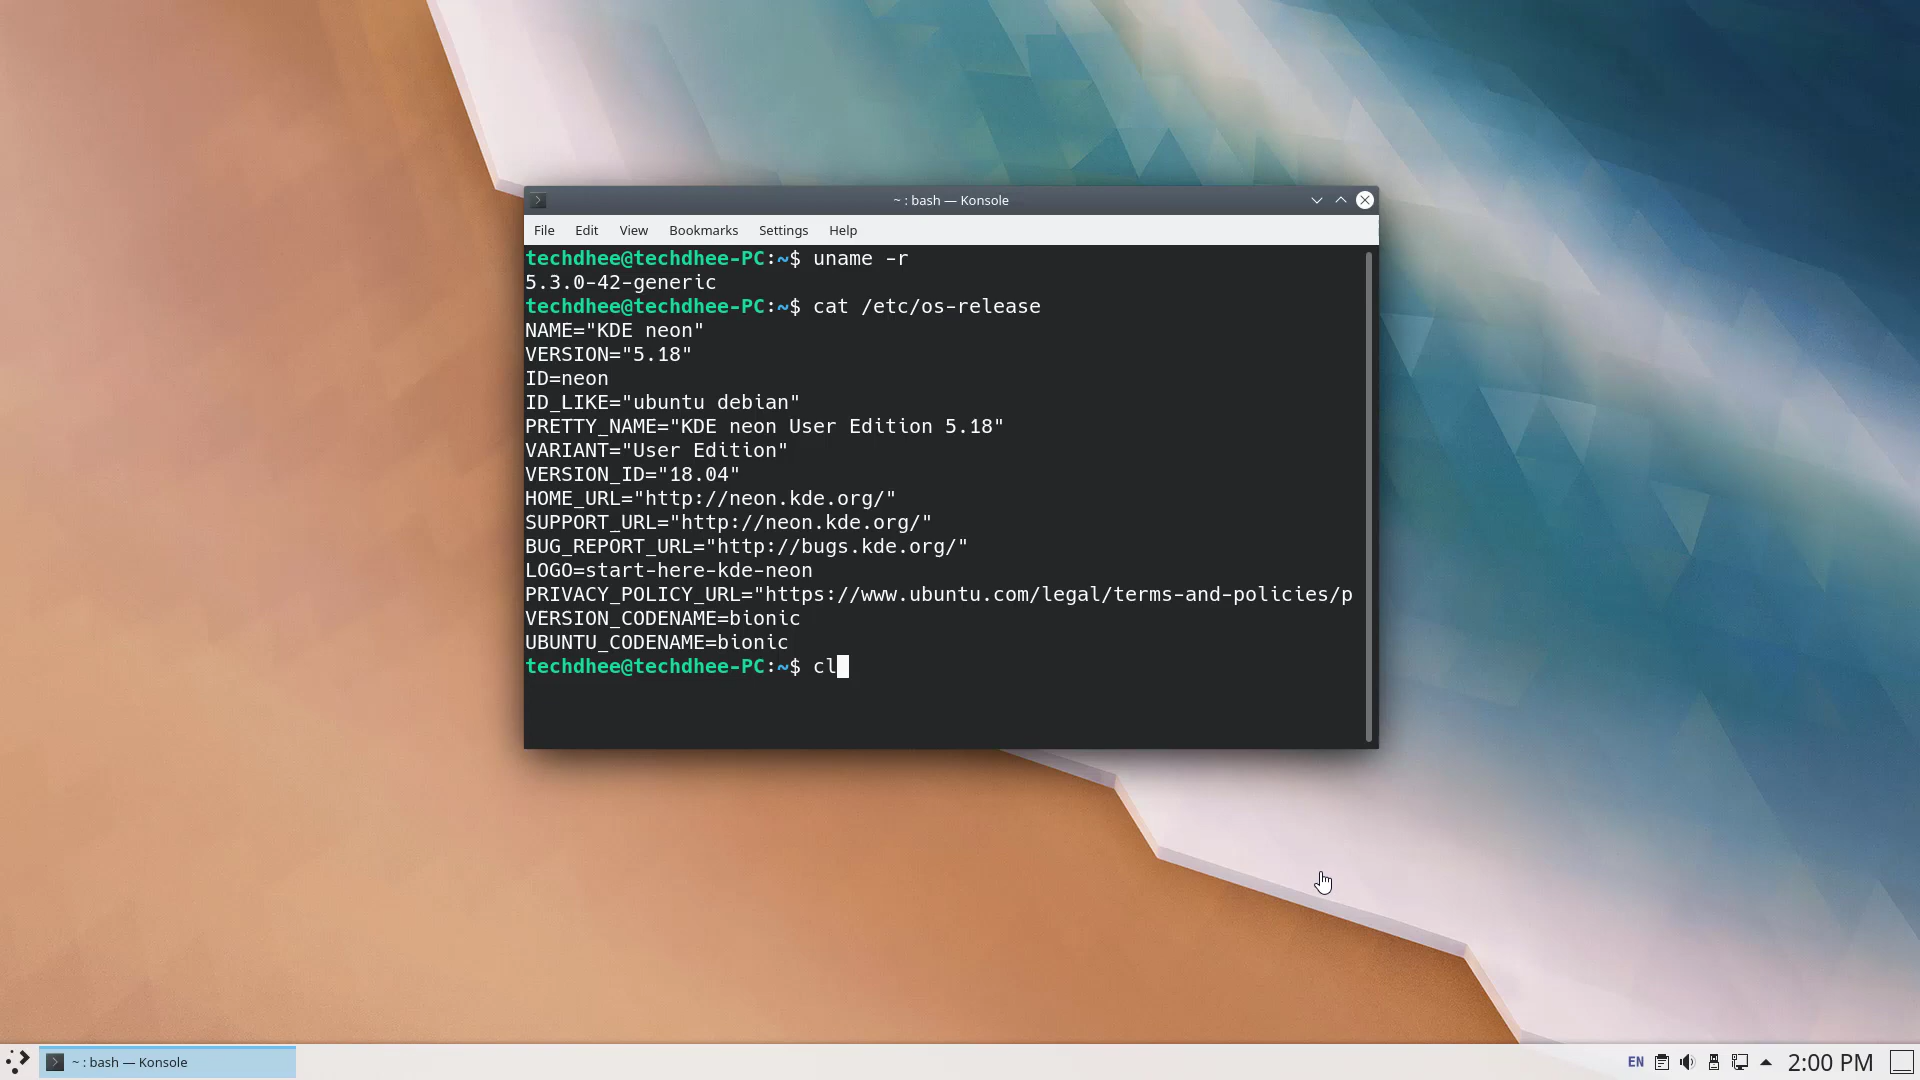 ~ : bash — Konsole
File Edit View Bookmarks Settings Help
techdhee@techdhee-PC:~$ uname -r
5.3.0-42-generic
techdhee@techdhee-PC:~$ cat /etc/os-release
NAME="KDE neon"
VERSION="5.18"
ID=neon
ID_LIKE="ubuntu debian"
PRETTY_NAME="KDE neon User Edition 5.18"
VARIANT="User Edition"
VERSION_ID="18.04"
HOME_URL="http://neon.kde.org/"
SUPPORT_URL="http://neon.kde.org/"
BUG_REPORT_URL="http://bugs.kde.org/"
LOGO=start-here-kde-neon
PRIVACY_POLICY_URL="https://www.ubuntu.com/legal/terms-and-policies/p
VERSION_CODENAME=bionic
UBUNTU_CODENAME=bionic
techdhee@techdhee-PC:~$ cl
~ : bash — Konsole EN 2:00 PM